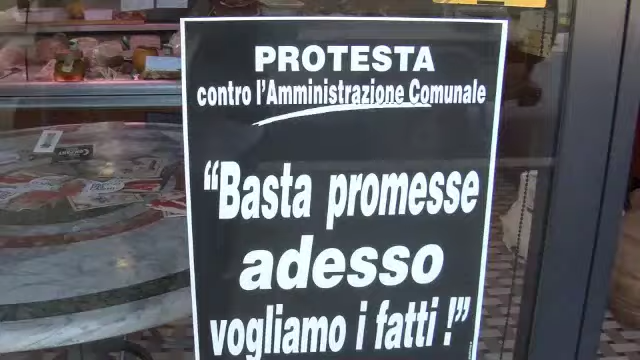 PROTESTA
contro l'Amministrazione Comunale
“Basta promesse
adesso
vogliamo i fatti !”